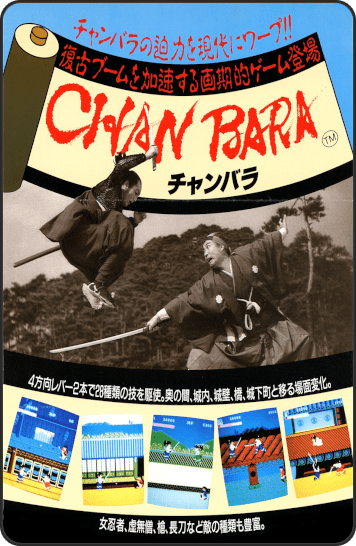 チャンバラの迫力を現代にワープ!!
復古ブームを加速する画期的ゲーム登場
CHAN BARA TM
チャンバラ
4方向レバー2本で28種類の技を駆使。奥の間、城内、城壁、橋、城下町と移る場面変化。
女忍者、虚無僧、槍、長刀など敵の種類も豊富。